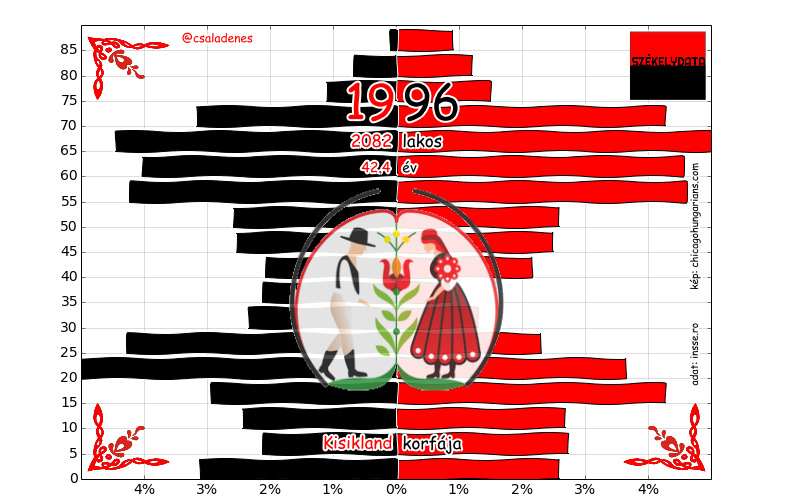 @csaladenes
SZÉKELYDATA
1996
2082 lakos
42,4 év
kép: chicagohungarians.com
adat: insse.ro
Kisikland korfája
85
80
75
70
65
60
55
50
45
40
35
30
25
20
15
10
5
0
4% 3% 2% 1% 0% 1% 2% 3% 4%